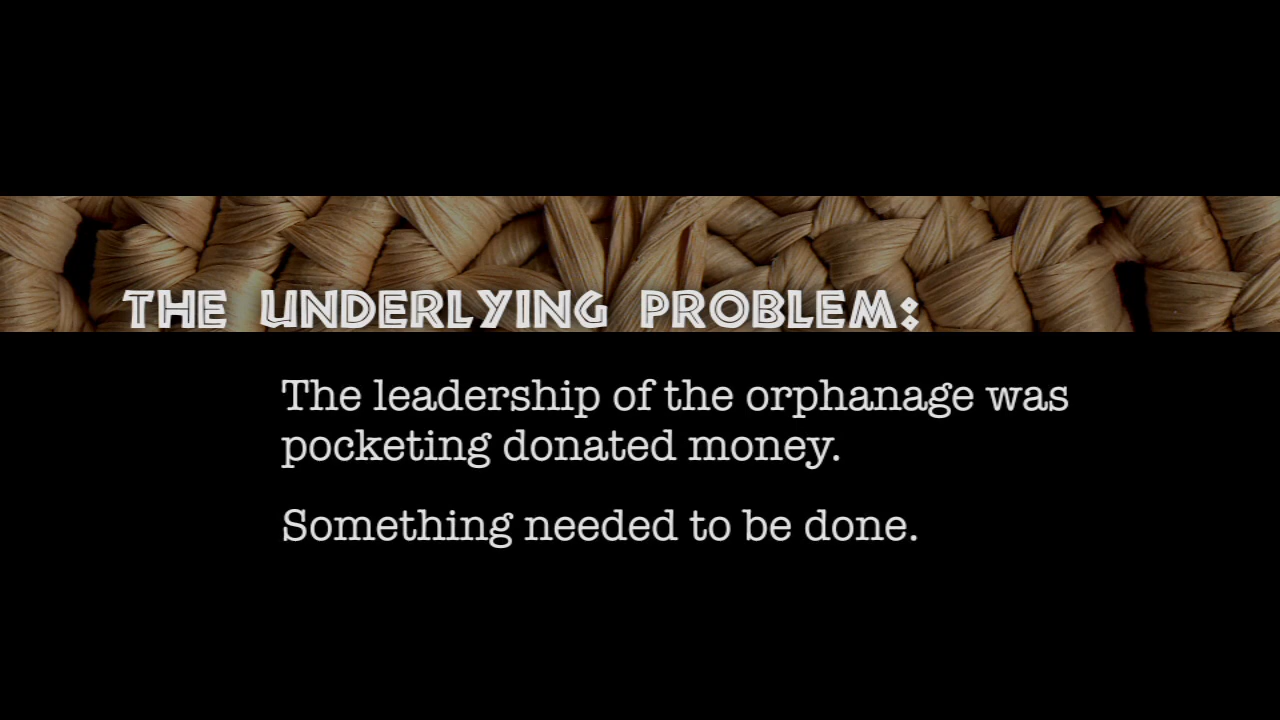 THE UNDERLYING PROBLEM:
The leadership of the orphanage was
pocketing donated money.
Something needed to be done.